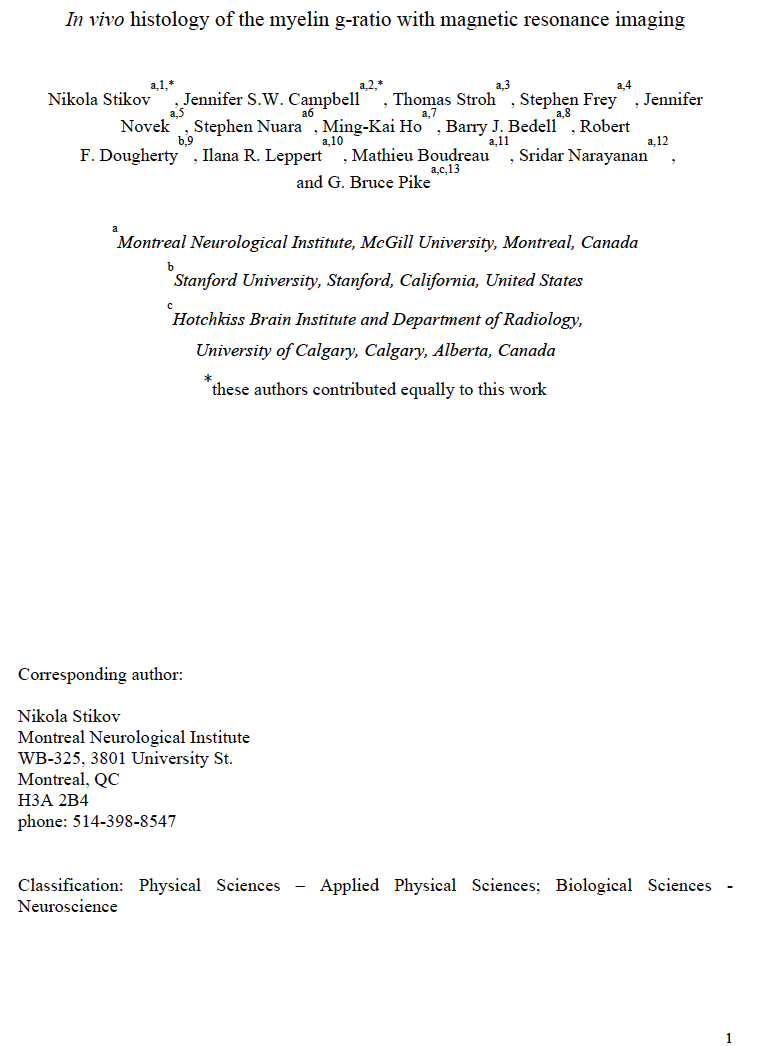 In vivo histology of the myelin g-ratio with magnetic resonance imaging
Nikola Stikov a,1,*, Jennifer S.W. Campbell a,2,*, Thomas Stroh a,3, Stephen Frey a,4, Jennifer
Novek a,5, Stephen Nuara a6, Ming-Kai Ho a,7, Barry J. Bedell a,8, Robert
F. Dougherty b,9, Ilana R. Leppert a,10, Mathieu Boudreau a,11, Sridar Narayanan a,12,
and G. Bruce Pike a,c,13
a Montreal Neurological Institute, McGill University, Montreal, Canada
b Stanford University, Stanford, California, United States
c Hotchkiss Brain Institute and Department of Radiology,
University of Calgary, Calgary, Alberta, Canada
* these authors contributed equally to this work
Corresponding author:
Nikola Stikov
Montreal Neurological Institute
WB-325, 3801 University St.
Montreal, QC
H3A 2B4
phone: 514-398-8547
Classification: Physical Sciences – Applied Physical Sciences; Biological Sciences -
Neuroscience
1